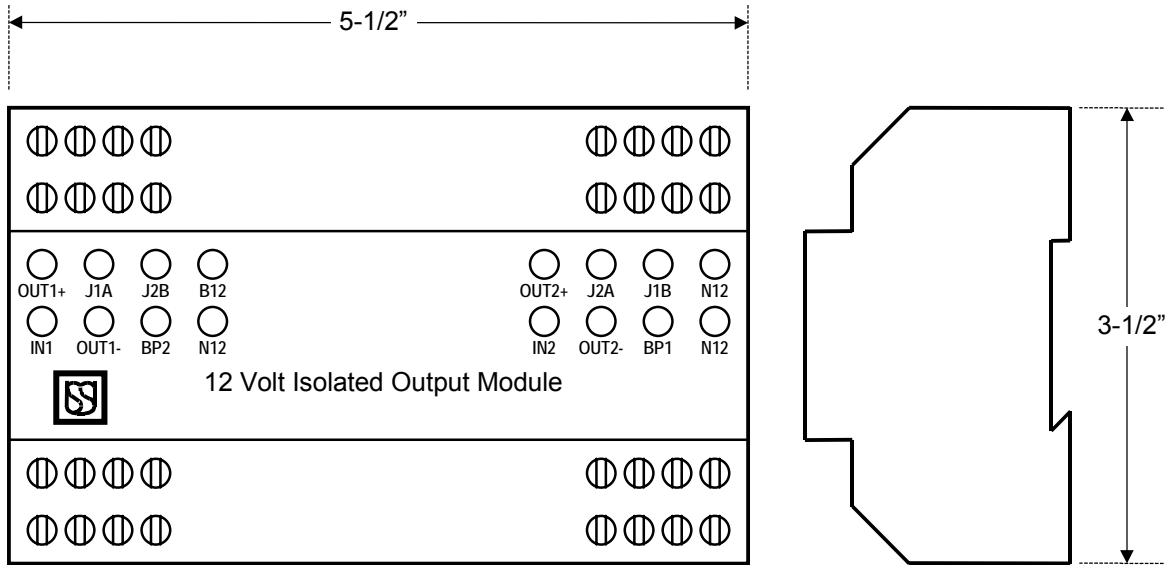 5-1/2”
OUT1+ J1A J2B B12 OUT2+ J2A J1B N12
IN1 OUT1- BP2 N12 IN2 OUT2- BP1 N12
12 Volt Isolated Output Module
3-1/2”